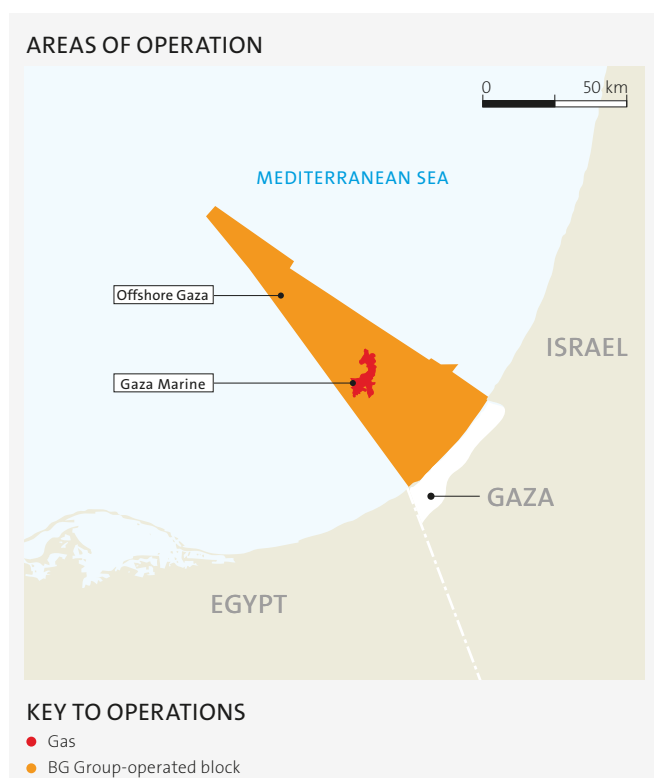 AREAS OF OPERATION
0 50 km
MEDITERRANEAN SEA
Offshore Gaza
ISRAEL
Gaza Marine
GAZA
EGYPT
KEY TO OPERATIONS
Gas
BG Group-operated block